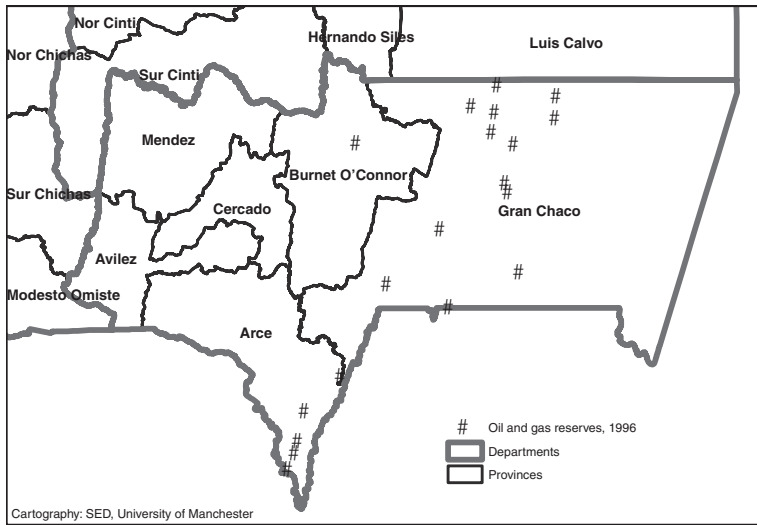 Nor Cinti
Hernando Siles
Luis Calvo
Nor Chichas
Sur Cinti
Mendez
Burnet O'Connor
Sur Chichas
Cercado
Gran Chaco
Avilez
Modesto Omiste
Arce
# Oil and gas reserves, 1996
Departments
Provinces
Cartography: SED, University of Manchester